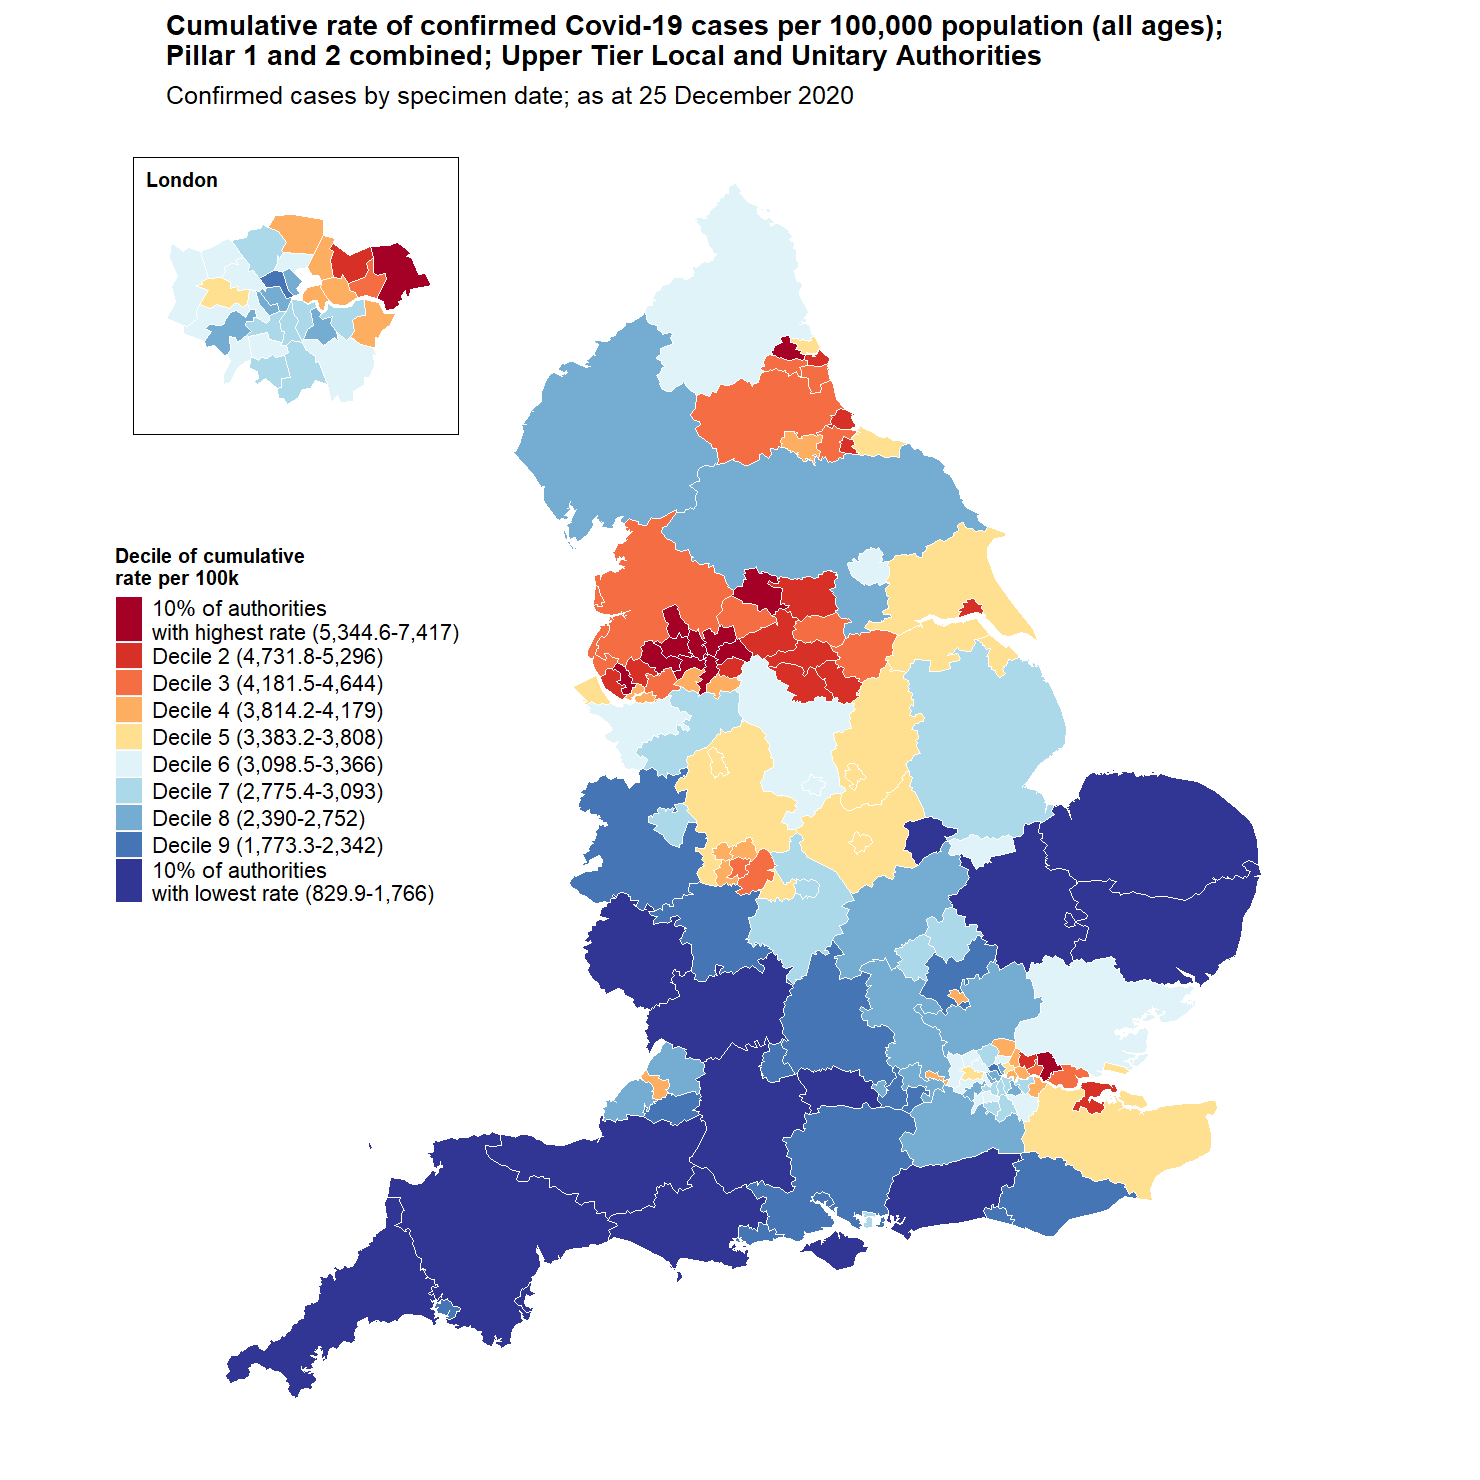 Cumulative rate of confirmed Covid-19 cases per 100,000 population (all ages);
Pillar 1 and 2 combined; Upper Tier Local and Unitary Authorities
Confirmed cases by specimen date; as at 25 December 2020
London
Decile of cumulative
rate per 100k
10% of authorities
with highest rate (5,344.6-7,417)
Decile 2 (4,731.8-5,296)
Decile 3 (4,181.5-4,644)
Decile 4 (3,814.2-4,179)
Decile 5 (3,383.2-3,808)
Decile 6 (3,098.5-3,366)
Decile 7 (2,775.4-3,093)
Decile 8 (2,390-2,752)
Decile 9 (1,773.3-2,342)
10% of authorities
with lowest rate (829.9-1,766)